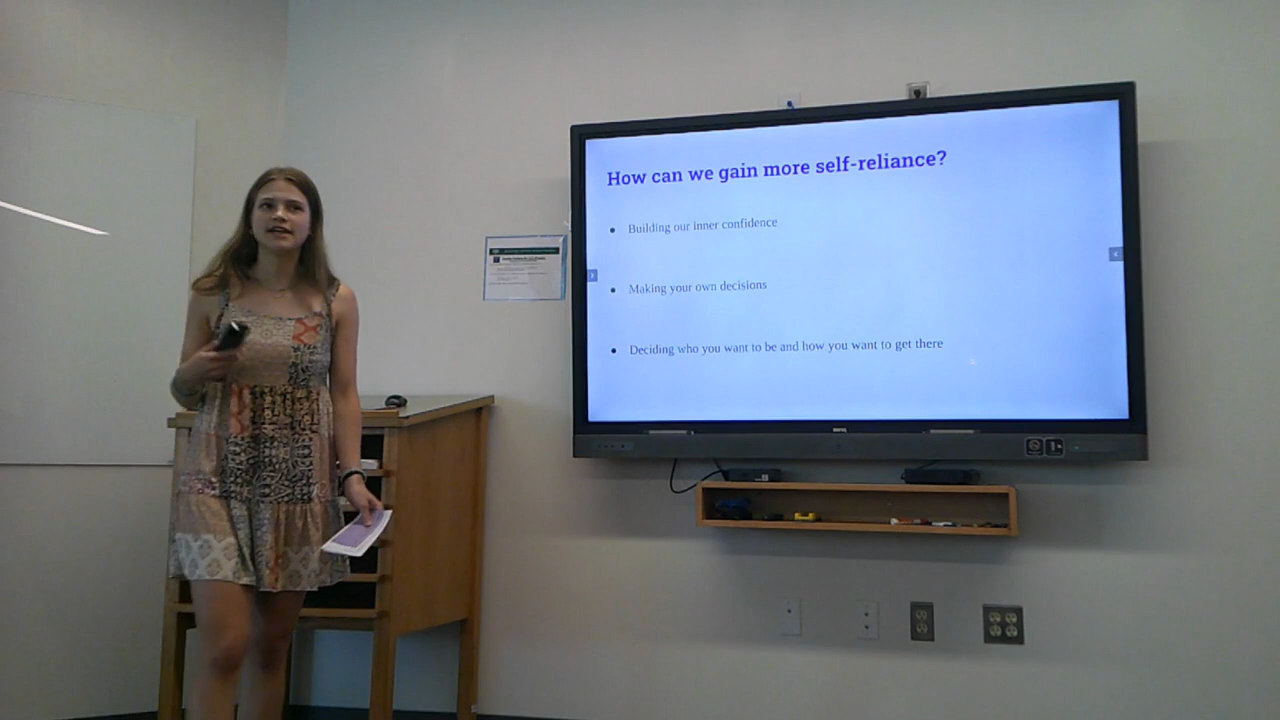 How can we gain more self-reliance?
● Building our inner confidence
● Making your own decisions
● Deciding who you want to be and how you want to get there
BenQ